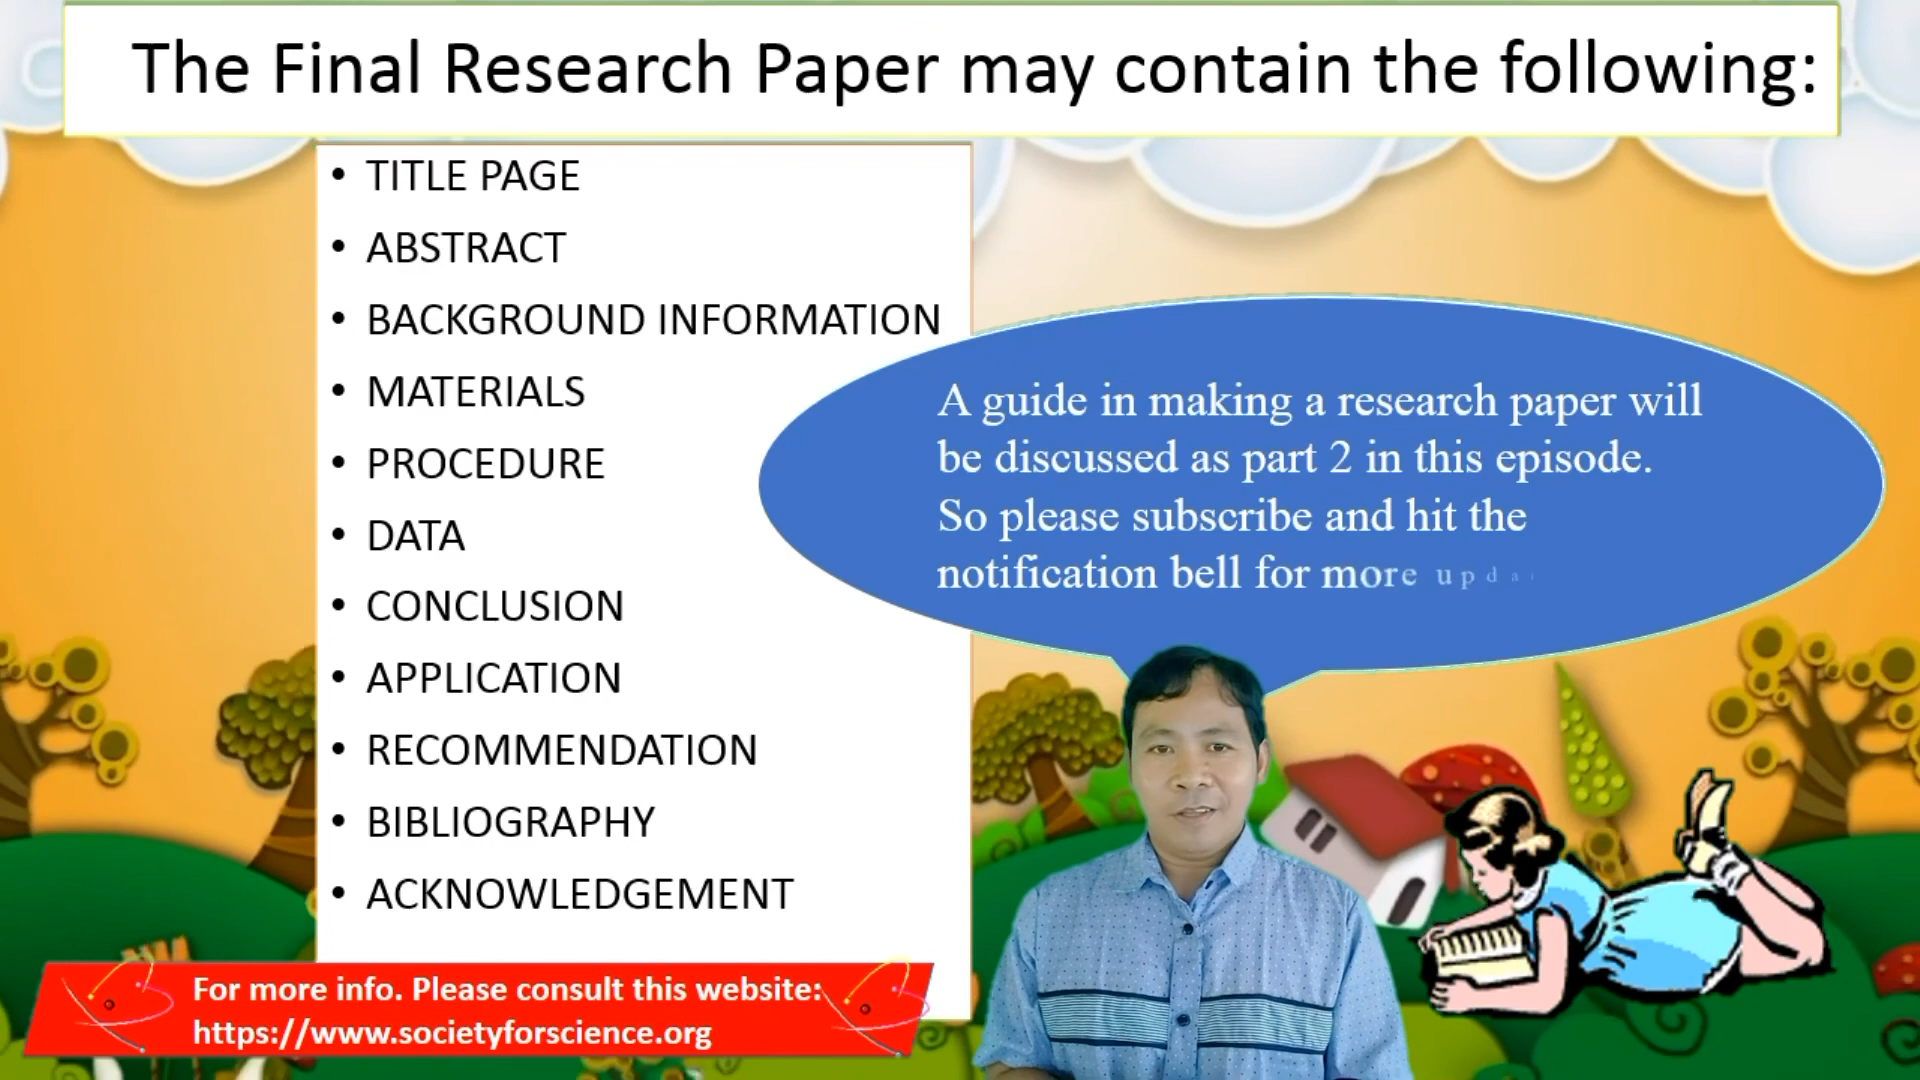 The Final Research Paper may contain the following:
• TITLE PAGE
• ABSTRACT
• BACKGROUND INFORMATION
• MATERIALS
• PROCEDURE
• DATA
• CONCLUSION
• APPLICATION
• RECOMMENDATION
• BIBLIOGRAPHY
• ACKNOWLEDGEMENT
A guide in making a research paper will
be discussed as part 2 in this episode.
So please subscribe and hit the
notification bell for more
For more info. Please consult this website:
https://www.societyforscience.org